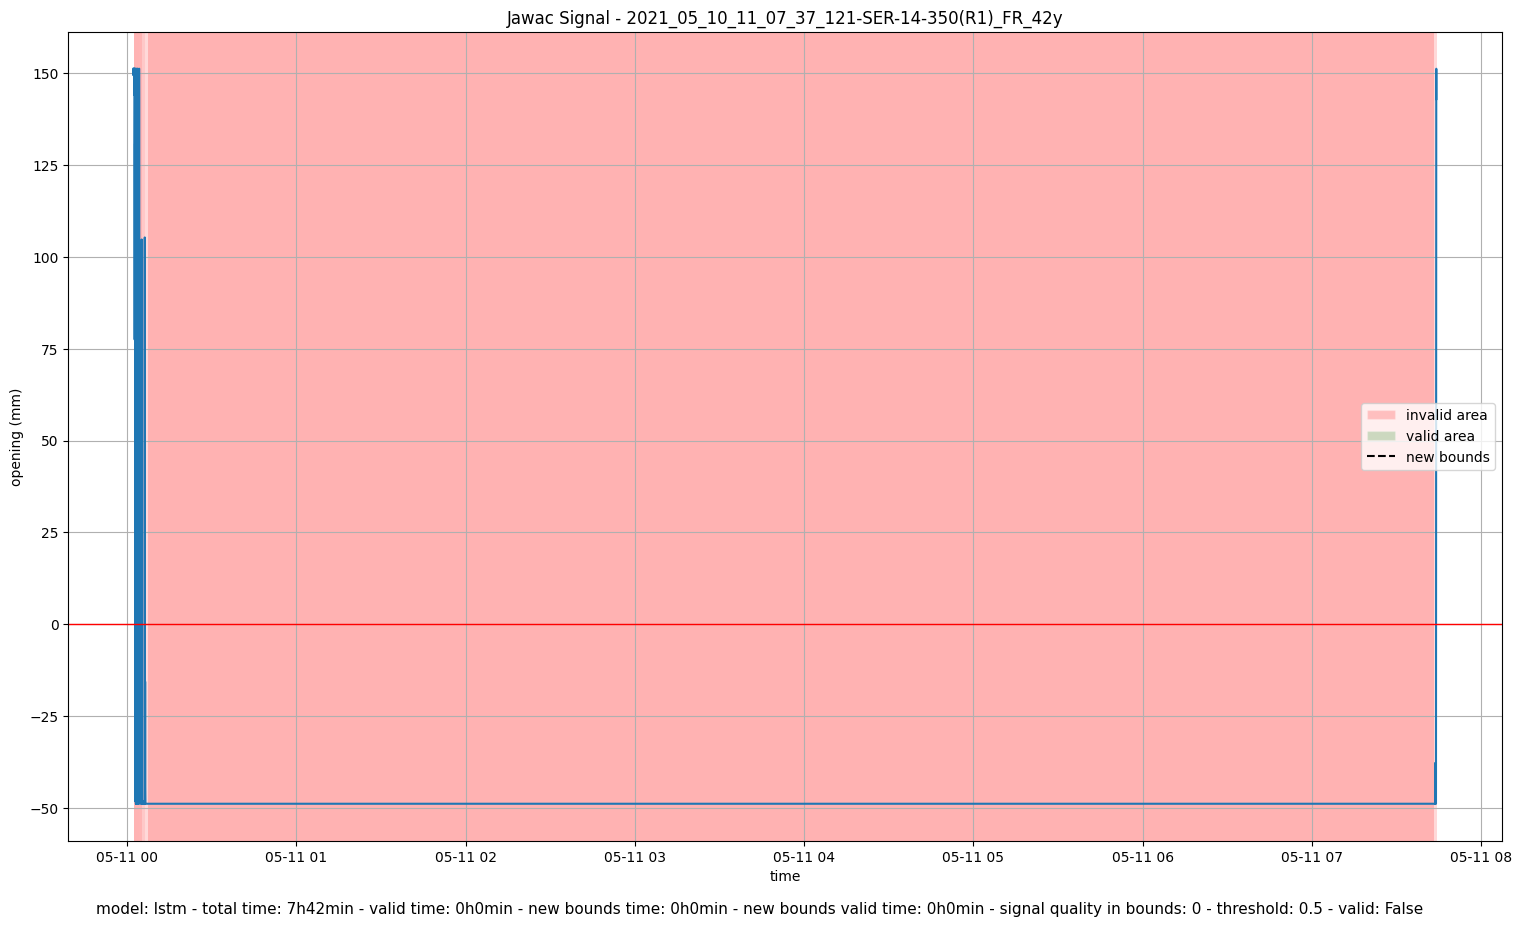 Jawac Signal - 2021_05_10_11_07_37_121-SER-14-350(R1)_FR_42y
150
125
100
75
50
25
0
−25
−50
opening (mm)
invalid area
valid area
new bounds
05-11 00
05-11 01
05-11 02
05-11 03
05-11 04
05-11 05
05-11 06
05-11 07
05-11 08
time
model: lstm - total time: 7h42min - valid time: 0h0min - new bounds time: 0h0min - new bounds valid time: 0h0min - signal quality in bounds: 0 - threshold: 0.5 - valid: False